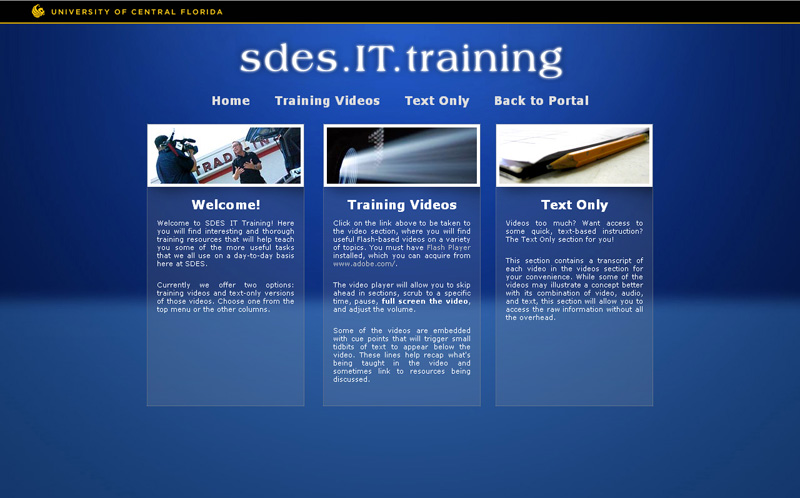 UNIVERSITY OF CENTRAL FLORIDA
sdes.IT.training
Home Training Videos Text Only Back to Portal
TRAD
Welcome!
Welcome to SDES IT Training! Here
you will find interesting and thorough
training resources that will help teach
you some of the more useful tasks
that we all use on a day-to-day basis
here at SDES.
Currently we offer two options:
training videos and text-only versions
of those videos. Choose one from the
top menu or the other columns.
Training Videos
Click on the link above to be taken to
the video section, where you will find
useful Flash-based videos on a variety
of topics. You must have Flash Player
installed, which you can acquire from
www.adobe.com/.
The video player will allow you to skip
ahead in sections, scrub to a specific
time, pause, full screen the video,
and adjust the volume.
Some of the videos are embedded
with cue points that will trigger small
tidbits of text to appear below the
video. These lines help recap what's
being taught in the video and
sometimes link to resources being
discussed.
Text Only
Videos too much? Want access to
some quick, text-based instruction?
The Text Only section for you!
This section contains a transcript of
each video in the videos section for
your convenience. While some of the
videos may illustrate a concept better
with its combination of video, audio,
and text, this section will allow you to
access the raw information without all
the overhead.